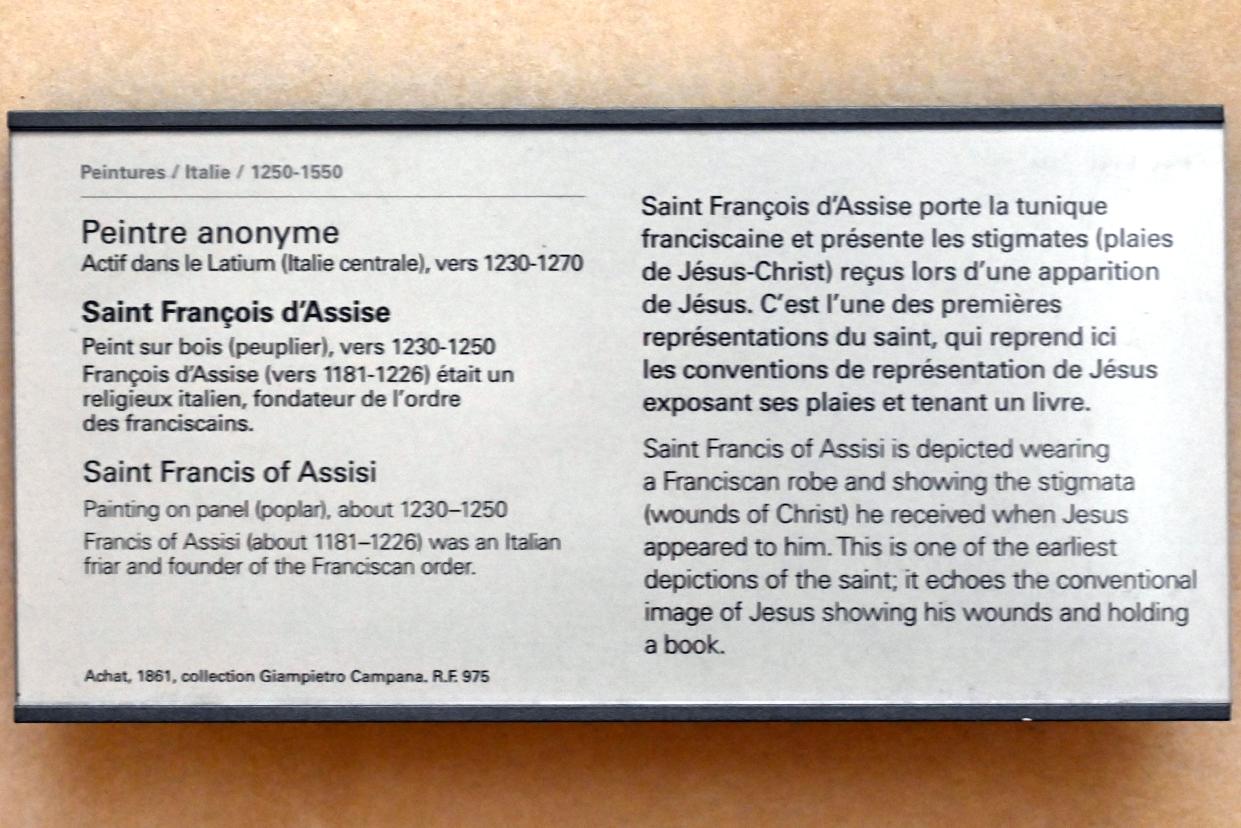 Peintures / Italie / 1250-1550
Peintre anonyme
Actif dans le Latium (Italie centrale), vers 1230-1270
Saint François d'Assise
Peint sur bois (peuplier), vers 1230-1250
François d'Assise (vers 1181-1226) était un
religieux italien, fondateur de l'ordre
des franciscains.
Saint Francis of Assisi
Painting on panel (poplar), about 1230–1250
Francis of Assisi (about 1181–1226) was an Italian
friar and founder of the Franciscan order.
Achat, 1861, collection Giampietro Campana. R.F. 975
Saint François d'Assise porte la tunique
franciscaine et présente les stigmates (plaies
de Jésus-Christ) reçus lors d'une apparition
de Jésus. C'est l'une des premières
représentations du saint, qui reprend ici
les conventions de représentation de Jésus
exposant ses plaies et tenant un livre.
Saint Francis of Assisi is depicted wearing
a Franciscan robe and showing the stigmata
(wounds of Christ) he received when Jesus
appeared to him. This is one of the earliest
depictions of the saint; it echoes the conventional
image of Jesus showing his wounds and holding
a book.